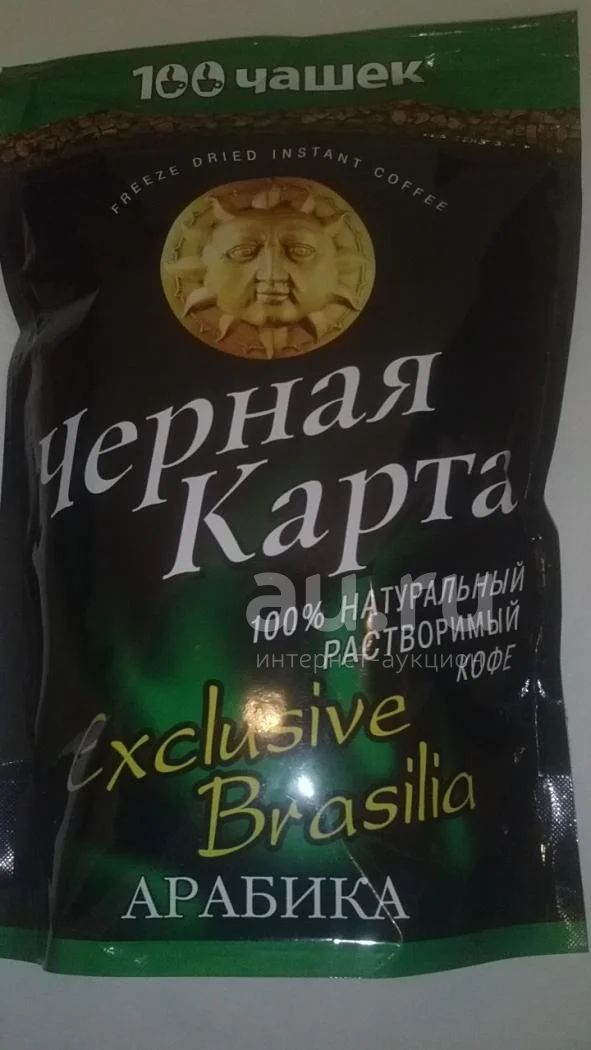 100 чашек
FREEZE DRIED INSTANT COFFEE
Черная
Карта
au.ru
100% НАТУРАЛЬНЫЙ
РАСТВОРИМЫЙ
интернет-аукцион
КОФЕ
Exclusive
Brasilia
АРАБИКА